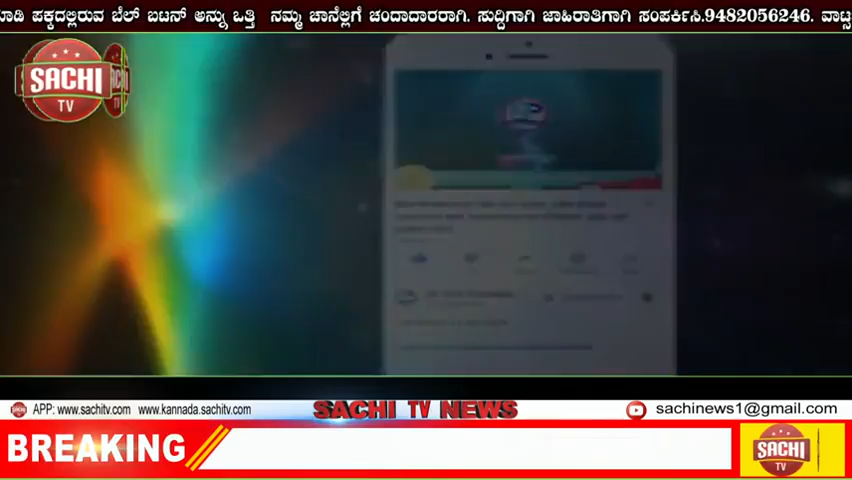 ಮಾಡಿ ಪಕ್ಕದಲ್ಲಿರುವ ಬೆಲ್ ಬಟನ್ ಅನ್ನು ಒತ್ತಿ ನಮ್ಮ ಚಾನೆಲ್ಲಿಗೆ ಚಂದಾದಾರರಾಗಿ. ಸುದ್ದಿಗಾಗಿ ಜಾಹಿರಾತಿಗಾಗಿ ಸಂಪರ್ಕಿಸಿ.9482056246.
SACHI
TV
APP: www.sachitv.com www.kannada.sachitv.com
SACHI TV NEWS
sachinews1@gmail.com
BREAKING
SACHI
TV